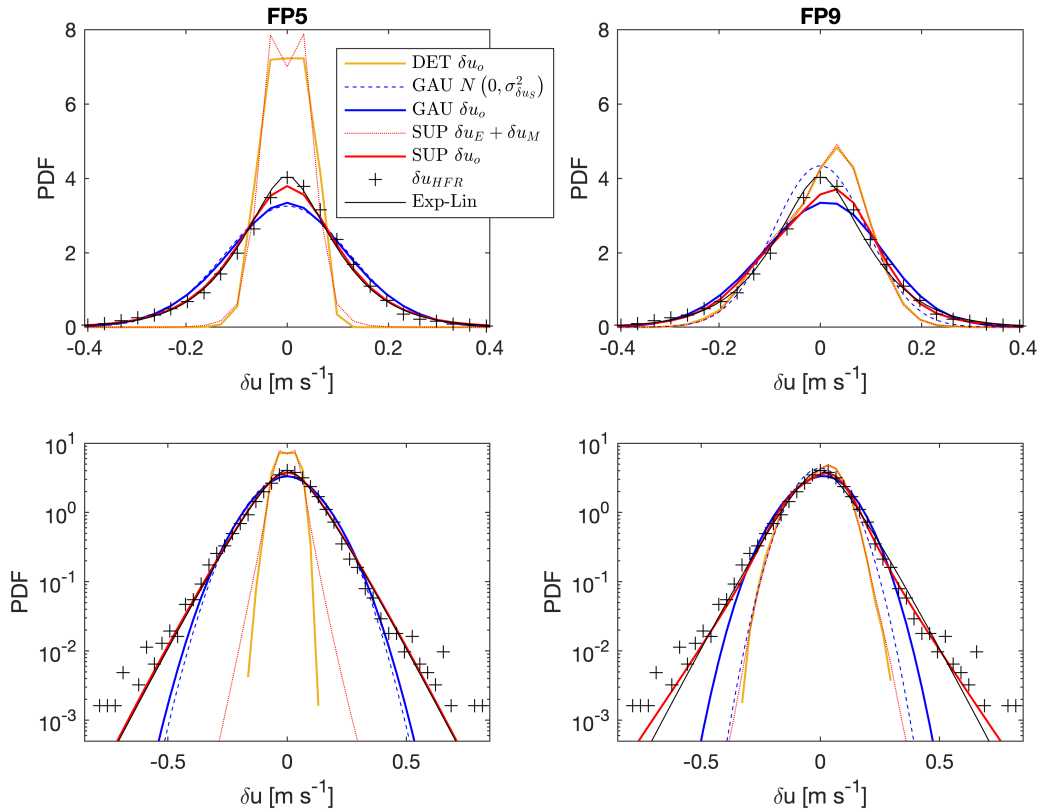 FP5
8
6
4
2
0
PDF
-0.4
-0.2
0
0.2
0.4
δu [m s⁻¹]
DET δu_o
GAU N (0, σ²_δu_S)
GAU δu_o
SUP δu_E + δu_M
SUP δu_o
δu_HFR
Exp-Lin
FP9
8
6
4
2
0
PDF
-0.4
-0.2
0
0.2
0.4
δu [m s⁻¹]
10¹
10⁰
10⁻¹
10⁻²
10⁻³
PDF
-0.5
0
0.5
δu [m s⁻¹]
10¹
10⁰
10⁻¹
10⁻²
10⁻³
PDF
-0.5
0
0.5
δu [m s⁻¹]